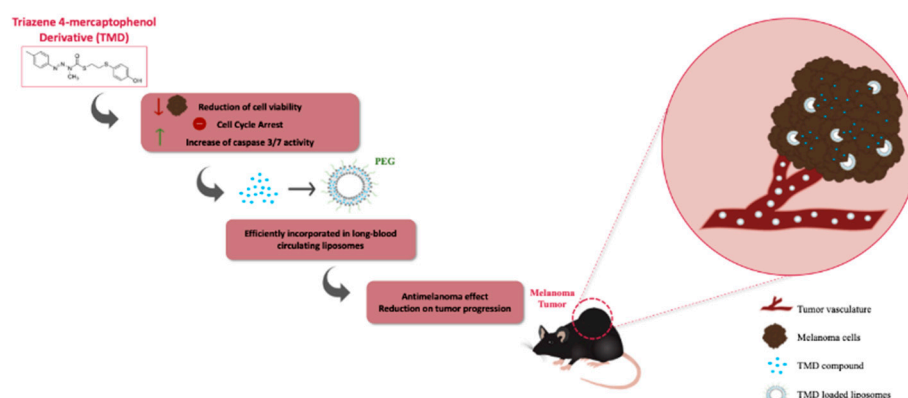 Triazene 4-mercaptophenol
Derivative (TMD)
N
N
N
O
S
S
CH₃
OH
Reduction of cell viability
Cell Cycle Arrest
Increase of caspase 3/7 activity
PEG
Efficiently incorporated in long-blood
circulating liposomes
Antimelanoma effect
Reduction on tumor progression
Melanoma
Tumor
Tumor vasculature
Melanoma cells
TMD compound
TMD loaded liposomes